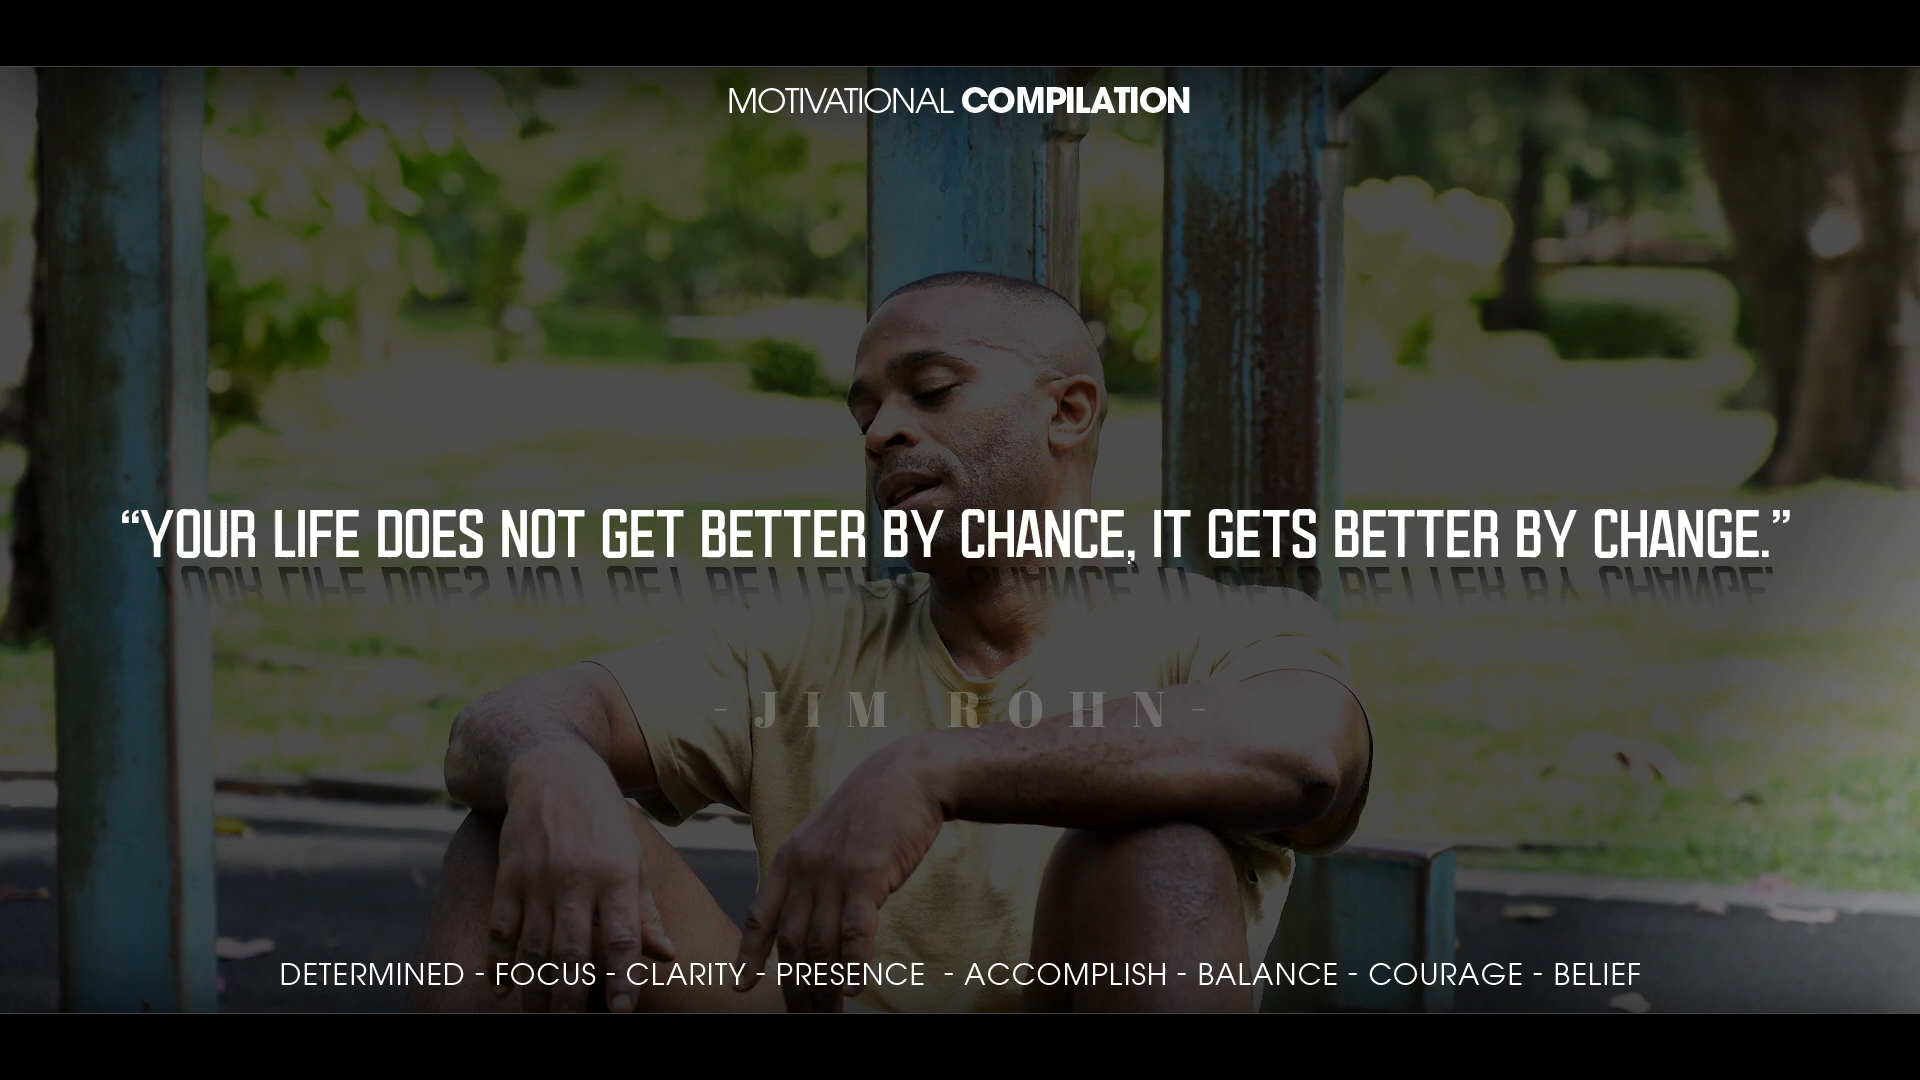 MOTIVATIONAL COMPILATION
“YOUR LIFE DOES NOT GET BETTER BY CHANCE, IT GETS BETTER BY CHANGE.”
- JIM ROHN -
DETERMINED - FOCUS - CLARITY - PRESENCE - ACCOMPLISH - BALANCE - COURAGE - BELIEF